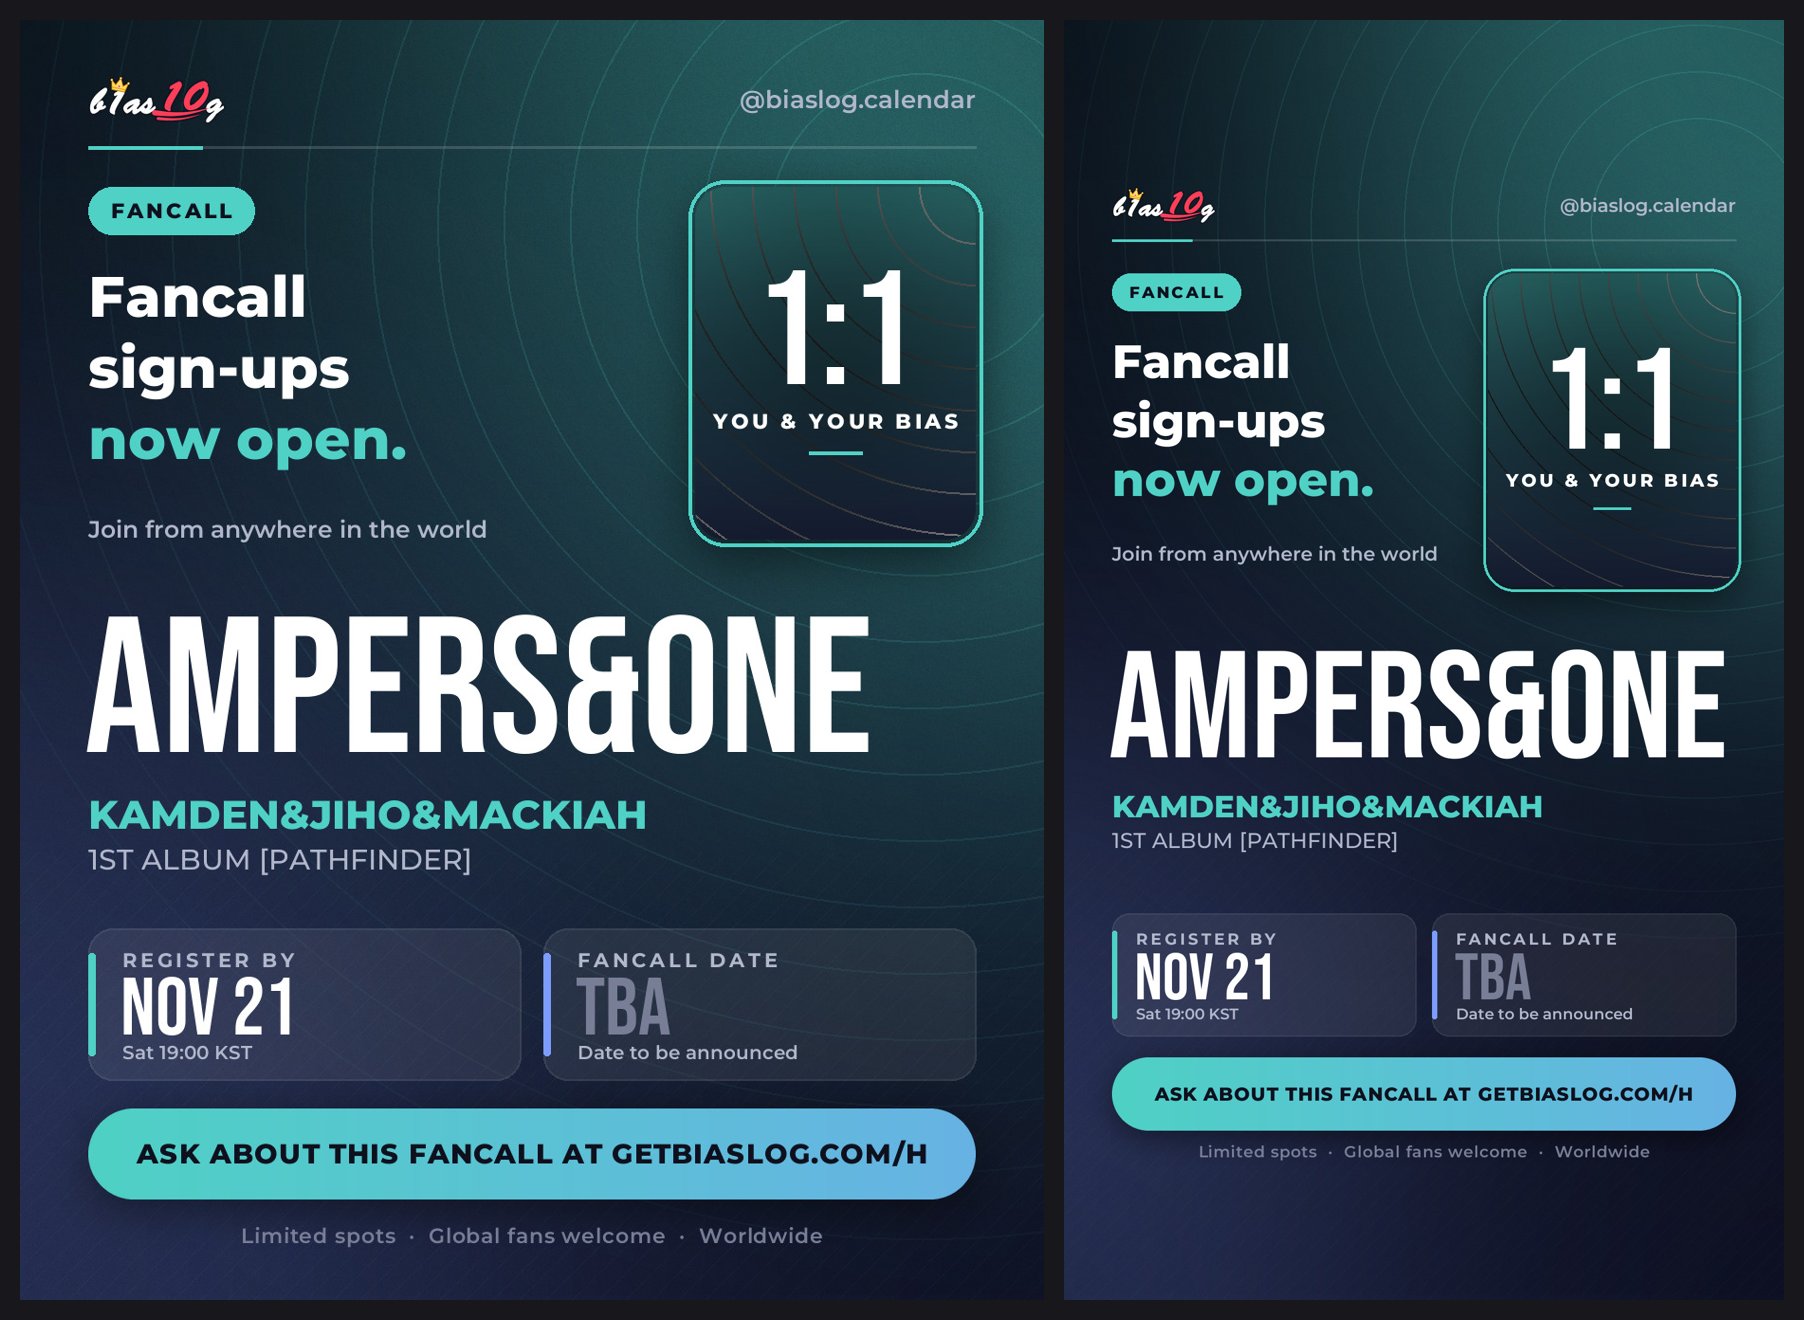 bias10g
@biaslog.calendar
FANCALL
Fancall
sign-ups
now open.
Join from anywhere in the world
1:1
YOU & YOUR BIAS
AMPERS&ONE
KAMDEN&JIHO&MACKIAH
1ST ALBUM [PATHFINDER]
REGISTER BY
NOV 21
Sat 19:00 KST
FANCALL DATE
TBA
Date to be announced
ASK ABOUT THIS FANCALL AT GETBIASLOG.COM/H
Limited spots · Global fans welcome · Worldwide
bias10g
@biaslog.calendar
FANCALL
Fancall
sign-ups
now open.
Join from anywhere in the world
1:1
YOU & YOUR BIAS
AMPERS&ONE
KAMDEN&JIHO&MACKIAH
1ST ALBUM [PATHFINDER]
REGISTER BY
NOV 21
Sat 19:00 KST
FANCALL DATE
TBA
Date to be announced
ASK ABOUT THIS FANCALL AT GETBIASLOG.COM/H
Limited spots · Global fans welcome · Worldwide